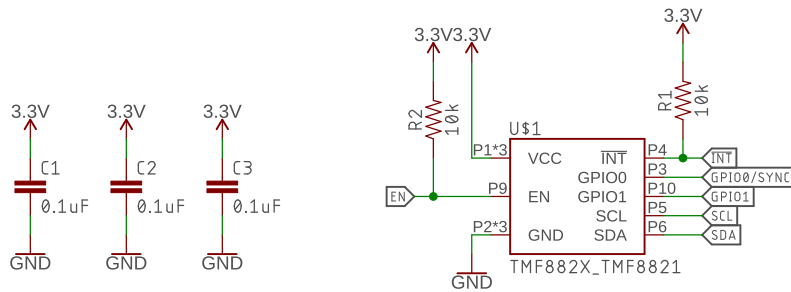 3.3V
C1
0.1uF
GND
3.3V
C2
0.1uF
GND
3.3V
C3
0.1uF
GND
3.3V
3.3V
R2
10k
3.3V
R1
10k
U$1
P1*3
VCC
INT
P4
INT
GPIO0
P3
GPIO0/SYNC
EN
P9
EN
GPIO1
P10
GPIO1
SCL
P5
SCL
P2*3
GND
SDA
P6
SDA
GND
TMF882X_TMF8821